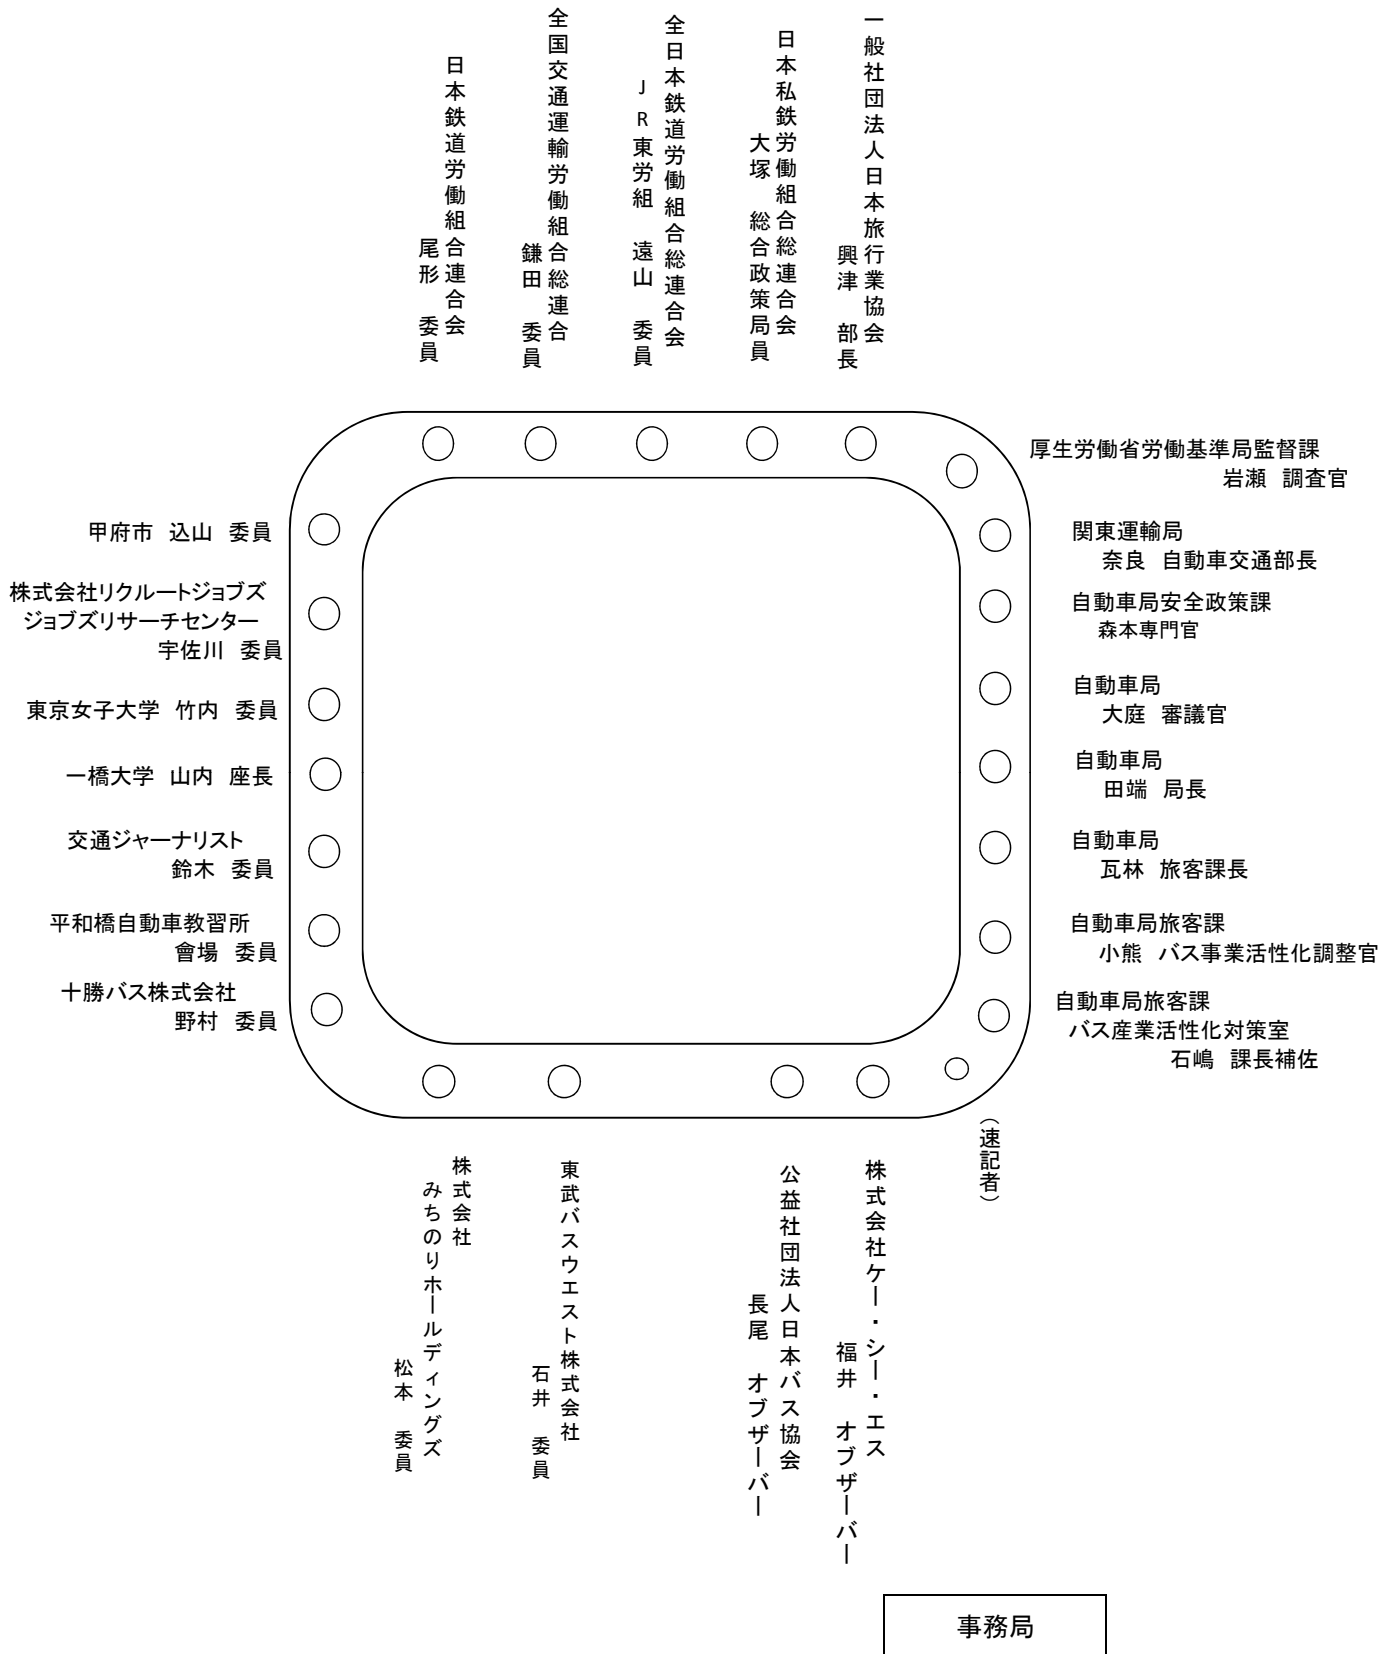 日本鉄道労働組合連合会
尾形　委員
全国交通運輸労働組合総連合
鎌田　委員
全日本鉄道労働組合総連合会
ＪＲ東労組　遠山　委員
日本私鉄労働組合総連合会
大塚　総合政策局員
一般社団法人日本旅行業協会
興津　部長
厚生労働省労働基準局監督課
岩瀬　調査官
関東運輸局
奈良　自動車交通部長
自動車局安全政策課
森本専門官
自動車局
大庭　審議官
自動車局
田端　局長
自動車局
瓦林　旅客課長
自動車局旅客課
小熊　バス事業活性化調整官
自動車局旅客課
バス産業活性化対策室
石嶋　課長補佐
甲府市　込山　委員
株式会社リクルートジョブズ
ジョブズリサーチセンター
宇佐川　委員
東京女子大学　竹内　委員
一橋大学　山内　座長
交通ジャーナリスト
鈴木　委員
平和橋自動車教習所
會場　委員
十勝バス株式会社
野村　委員
株式会社
みちのりホールディングズ
松本　委員
東武バスウエスト株式会社
石井　委員
公益社団法人日本バス協会
長尾　オブザーバー
株式会社ケー・シー・エス
福井　オブザーバー
（速記者）
事務局